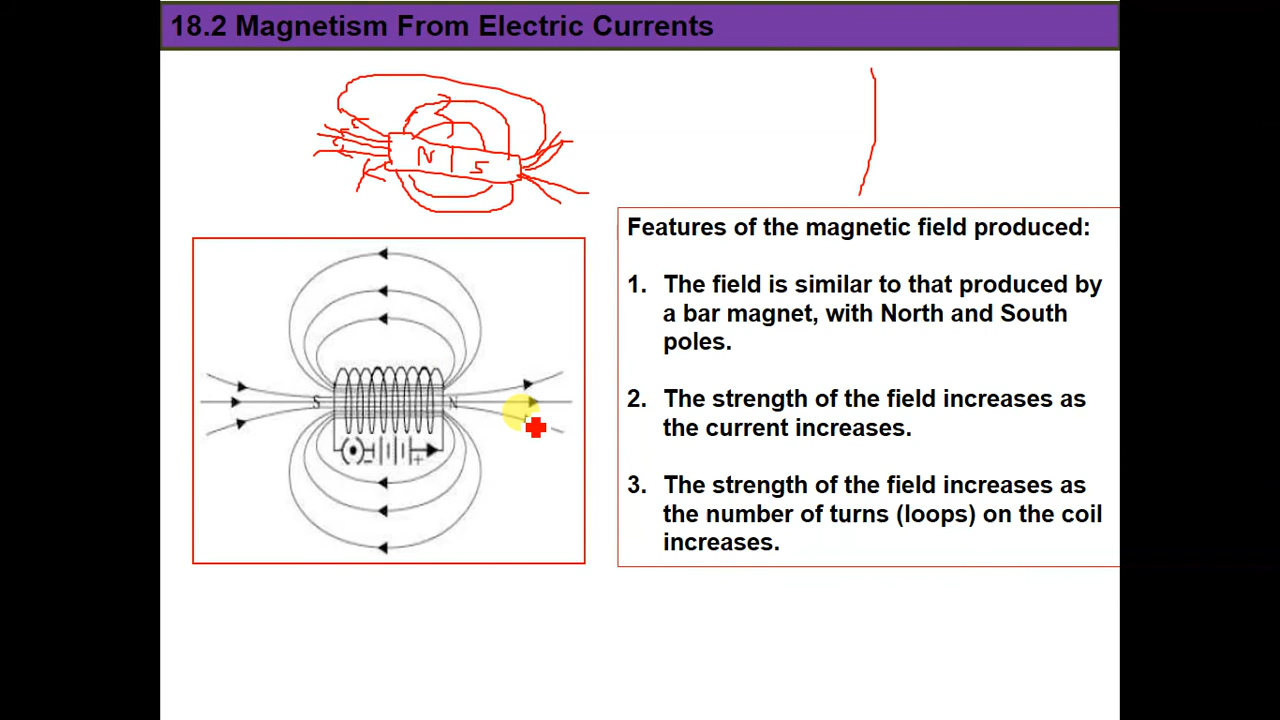 18.2 Magnetism From Electric Currents
N S
Features of the magnetic field produced:
1. The field is similar to that produced by
a bar magnet, with North and South
poles.
2. The strength of the field increases as
the current increases.
3. The strength of the field increases as
the number of turns (loops) on the coil
increases.
S N
- +